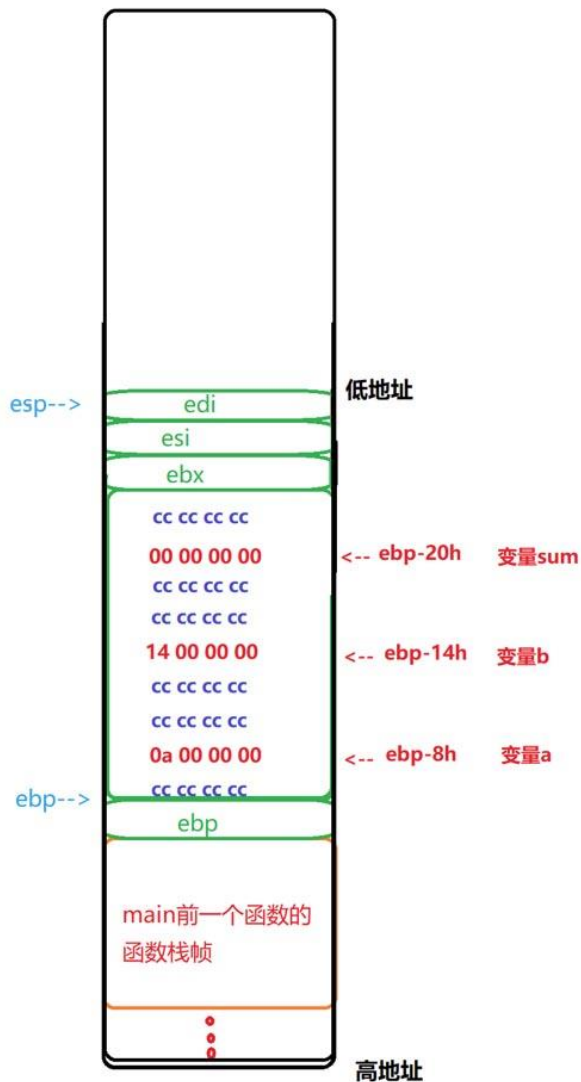 低地址
esp--> edi
esi
ebx
cc cc cc cc
00 00 00 00 <-- ebp-20h 变量sum
cc cc cc cc
cc cc cc cc
14 00 00 00 <-- ebp-14h 变量b
cc cc cc cc
cc cc cc cc
0a 00 00 00 <-- ebp-8h 变量a
cc cc cc cc
ebp-->
ebp
main前一个函数的
函数栈帧
高地址